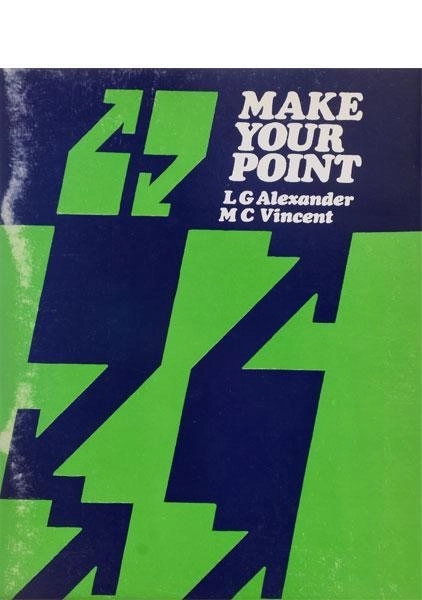 MAKE
YOUR
POINT
L G Alexander
M C Vincent